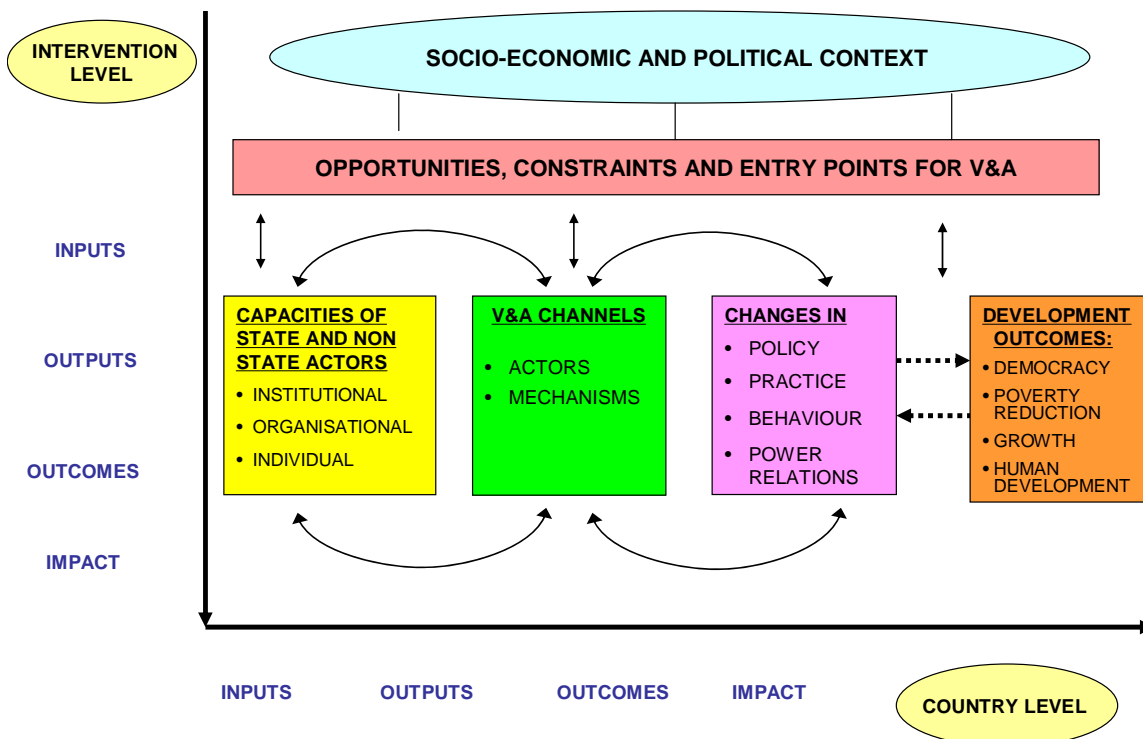 INTERVENTION
LEVEL
SOCIO-ECONOMIC AND POLITICAL CONTEXT
OPPORTUNITIES, CONSTRAINTS AND ENTRY POINTS FOR V&A
INPUTS
OUTPUTS
OUTCOMES
IMPACT
CAPACITIES OF
STATE AND NON
STATE ACTORS
• INSTITUTIONAL
• ORGANISATIONAL
• INDIVIDUAL
V&A CHANNELS
• ACTORS
• MECHANISMS
CHANGES IN
• POLICY
• PRACTICE
• BEHAVIOUR
• POWER
RELATIONS
DEVELOPMENT
OUTCOMES:
• DEMOCRACY
• POVERTY
REDUCTION
• GROWTH
• HUMAN
DEVELOPMENT
INPUTS
OUTPUTS
OUTCOMES
IMPACT
COUNTRY LEVEL